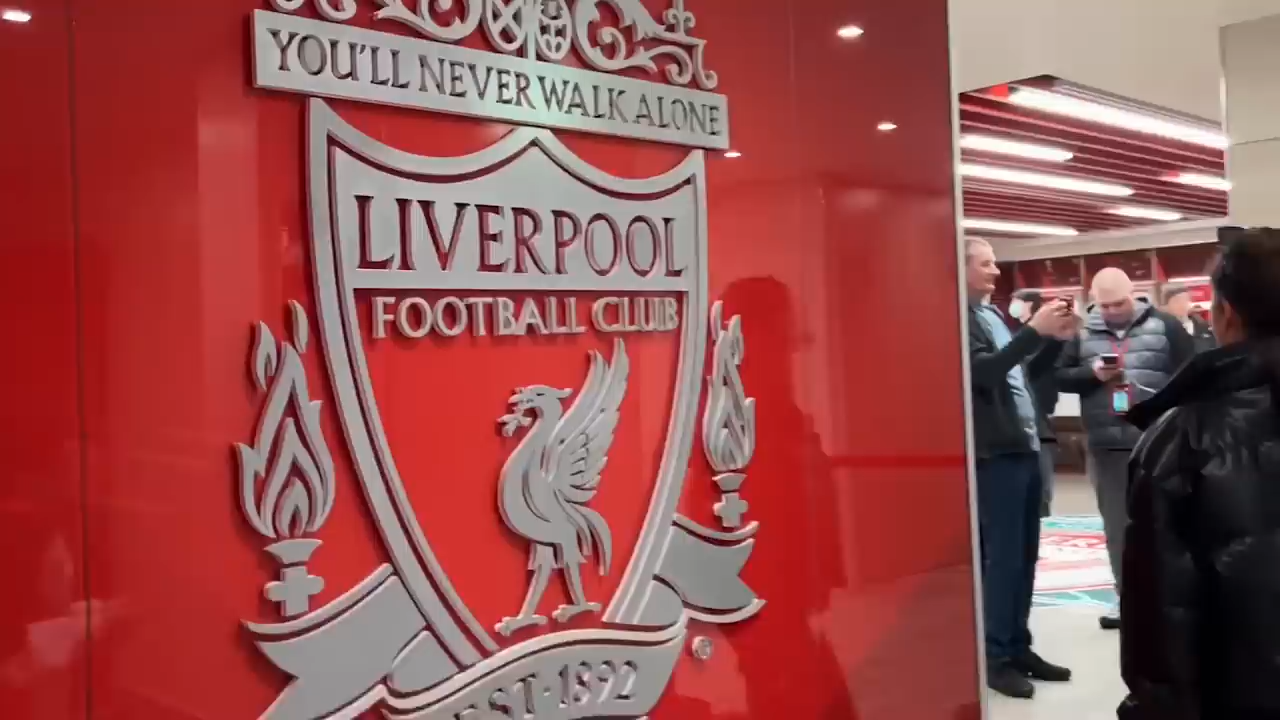 YOU'LL NEVER WALK ALONE
LIVERPOOL
FOOTBALL CLUB
EST·1892
®